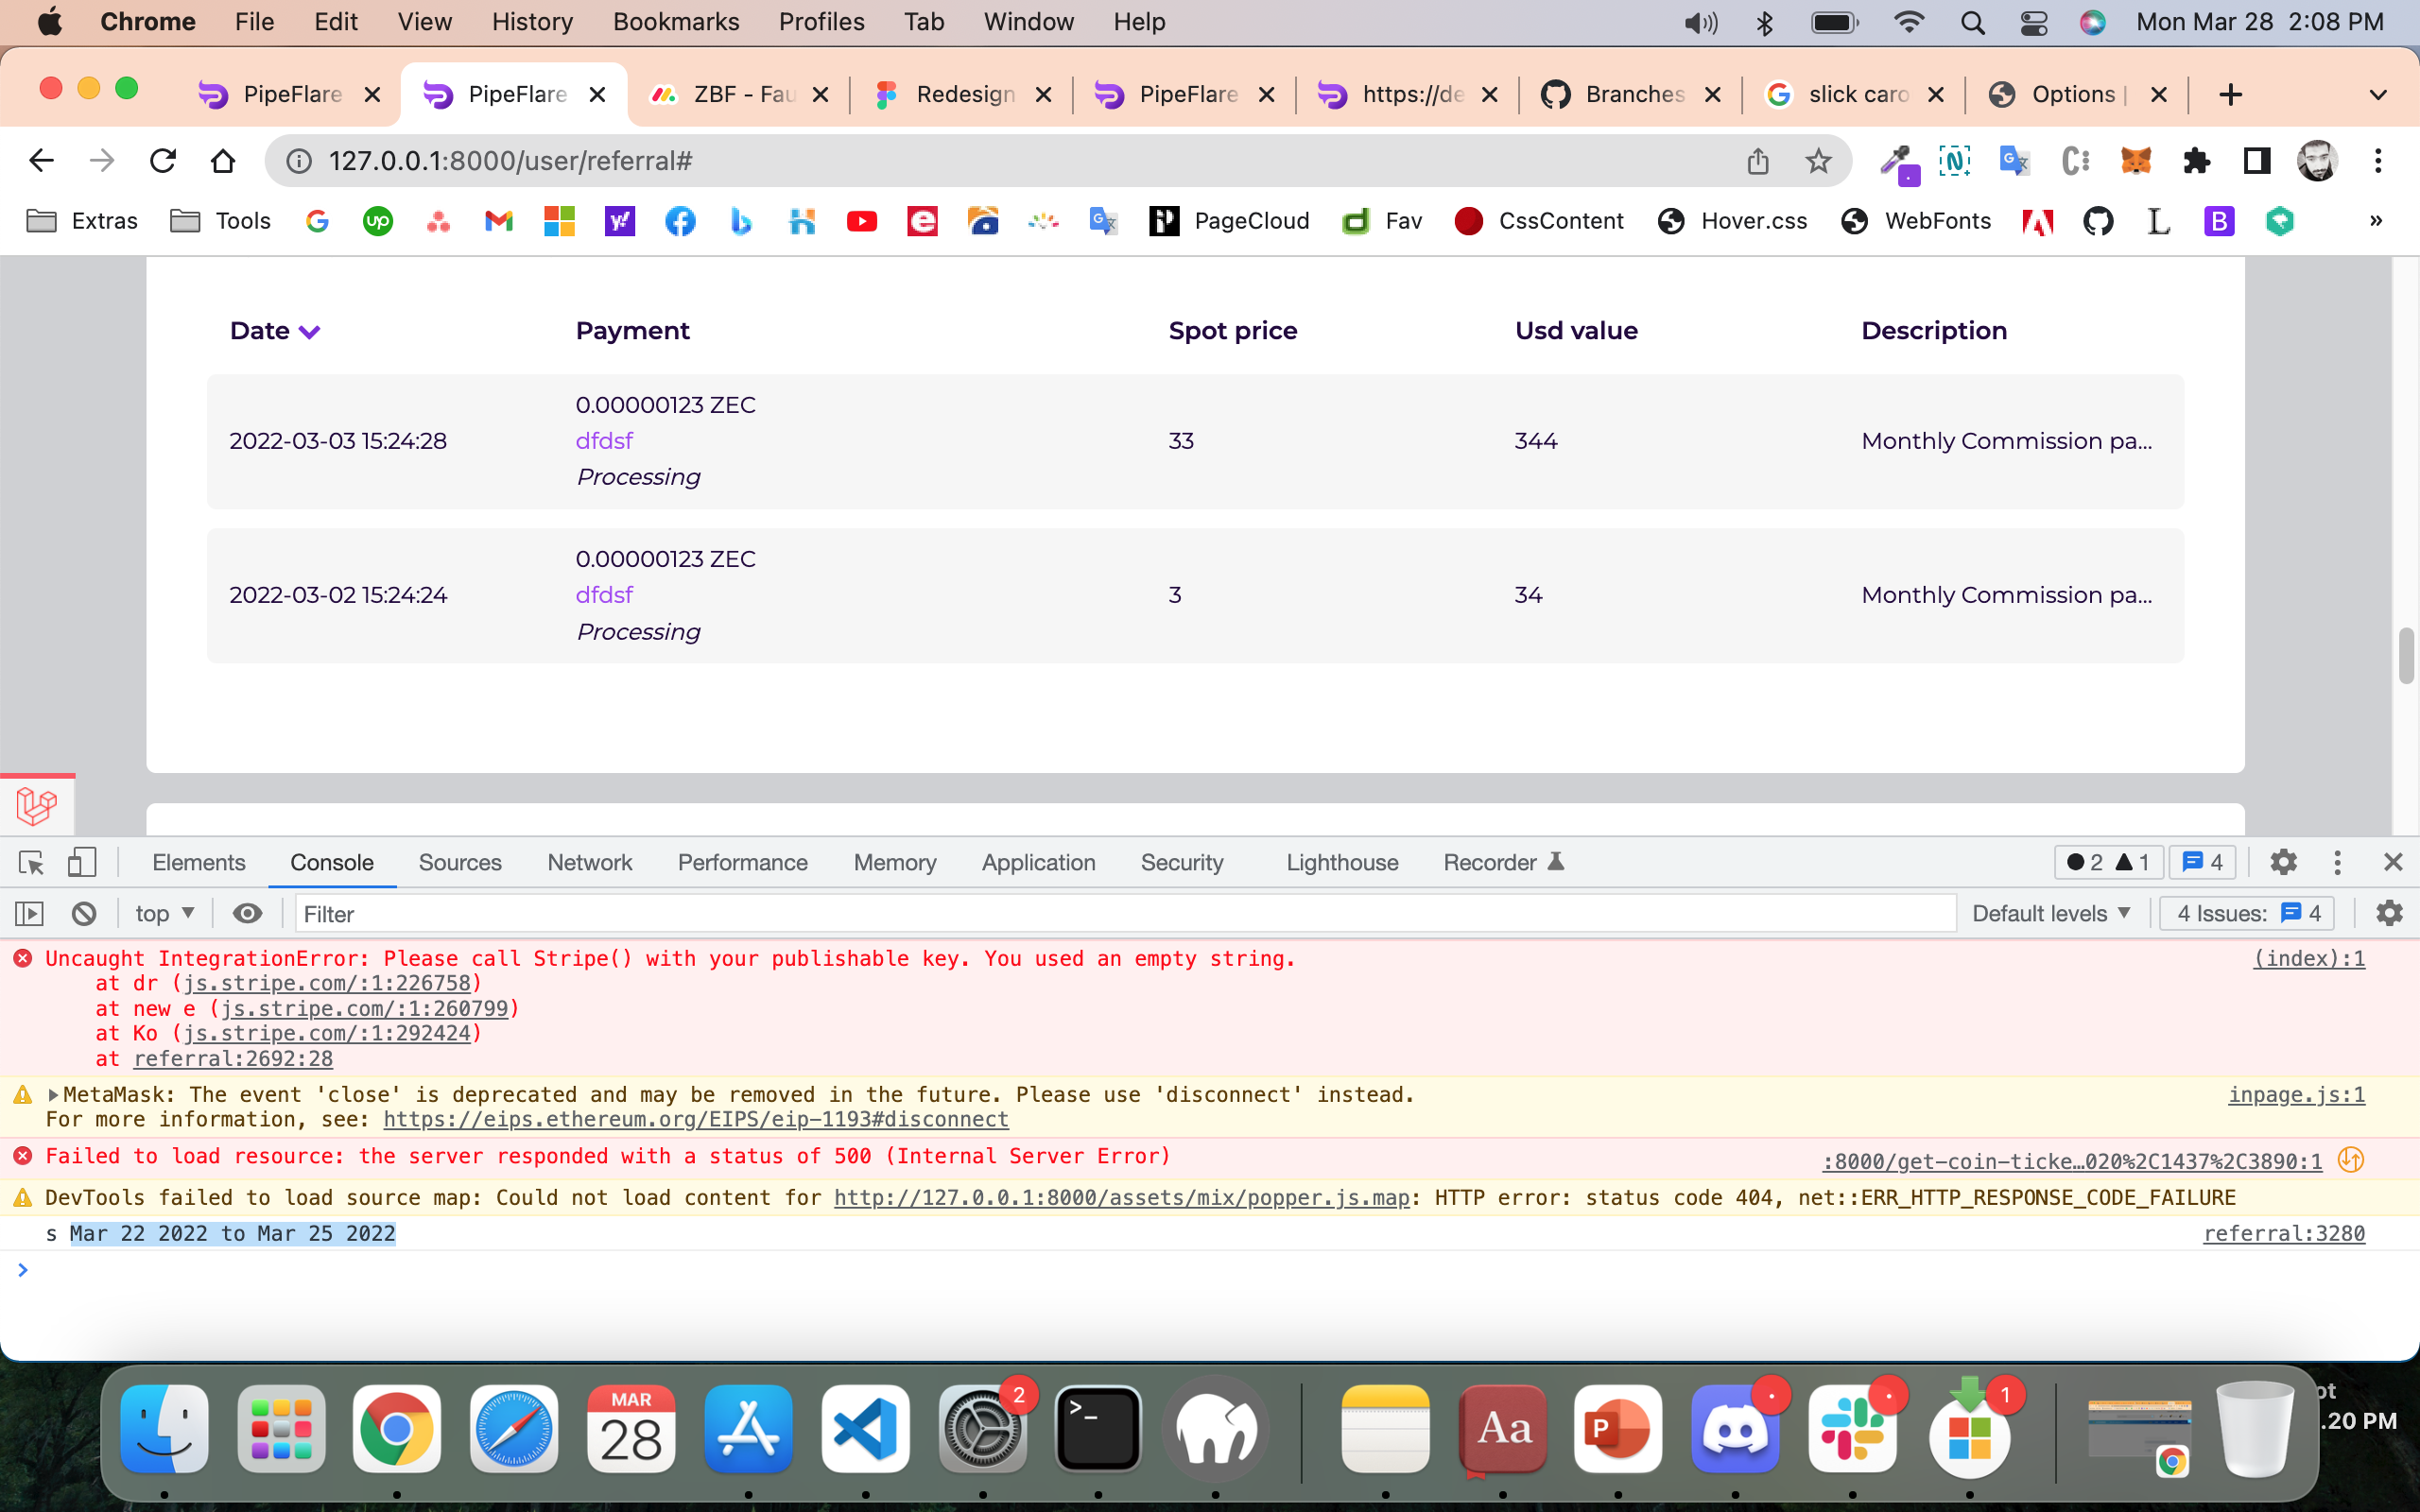 Chrome File Edit View History Bookmarks Profiles Tab Window Help Mon Mar 28 2:08 PM
PipeFlare PipeFlare ZBF - Fau Redesign PipeFlare https://de Branches slick caro Options |
127.0.0.1:8000/user/referral#
Extras Tools up PageCloud Fav CssContent Hover.css WebFonts »
Date Payment Spot price Usd value Description
0.00000123 ZEC
2022-03-03 15:24:28 dfdsf 33 344 Monthly Commission pa...
Processing
0.00000123 ZEC
2022-03-02 15:24:24 dfdsf 3 34 Monthly Commission pa...
Processing
Elements Console Sources Network Performance Memory Application Security Lighthouse Recorder 2 1 4
top Filter Default levels 4 Issues: 4
Uncaught IntegrationError: Please call Stripe() with your publishable key. You used an empty string. (index):1
at dr (js.stripe.com/:1:226758)
at new e (js.stripe.com/:1:260799)
at Ko (js.stripe.com/:1:292424)
at referral:2692:28
MetaMask: The event 'close' is deprecated and may be removed in the future. Please use 'disconnect' instead. inpage.js:1
For more information, see: https://eips.ethereum.org/EIPS/eip-1193#disconnect
Failed to load resource: the server responded with a status of 500 (Internal Server Error) :8000/get-coin-ticke…020%2C1437%2C3890:1
DevTools failed to load source map: Could not load content for http://127.0.0.1:8000/assets/mix/popper.js.map: HTTP error: status code 404, net::ERR_HTTP_RESPONSE_CODE_FAILURE
s Mar 22 2022 to Mar 25 2022 referral:3280
MAR 2 1
28 Aa P
ot
.20 PM